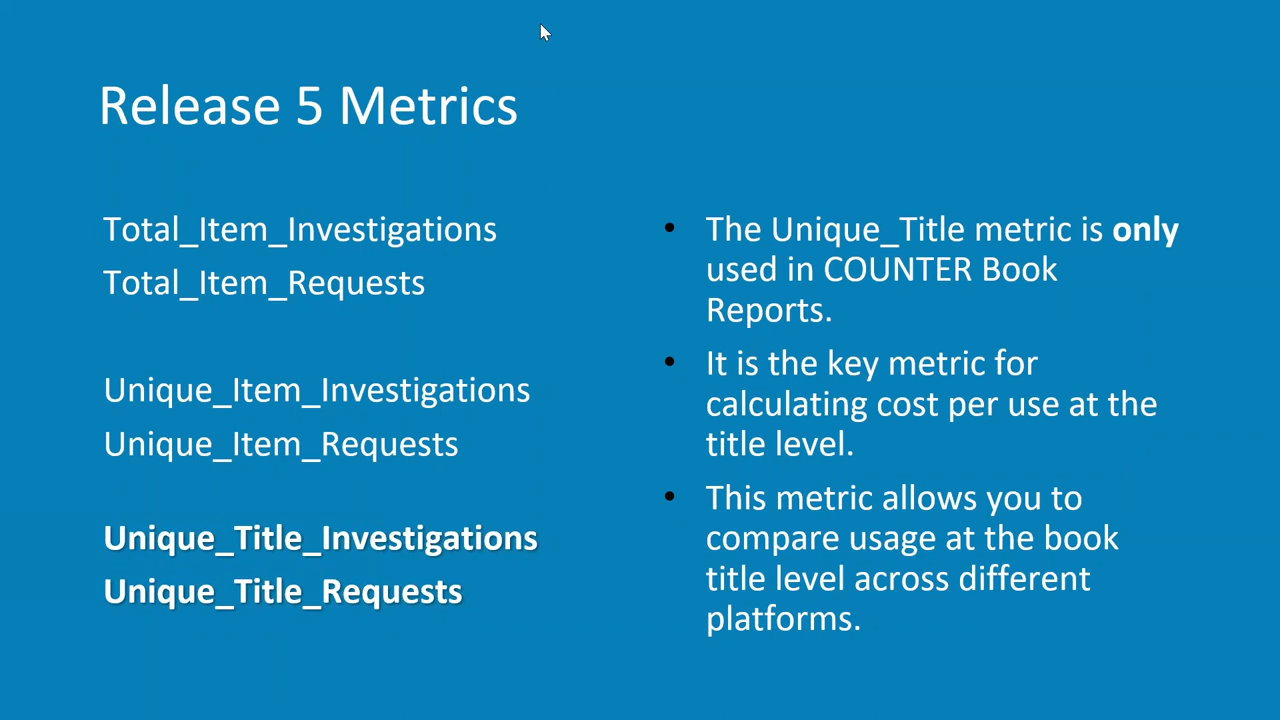 Release 5 Metrics
Total_Item_Investigations
Total_Item_Requests
Unique_Item_Investigations
Unique_Item_Requests
Unique_Title_Investigations
Unique_Title_Requests
• The Unique_Title metric is only
used in COUNTER Book
Reports.
• It is the key metric for
calculating cost per use at the
title level.
• This metric allows you to
compare usage at the book
title level across different
platforms.